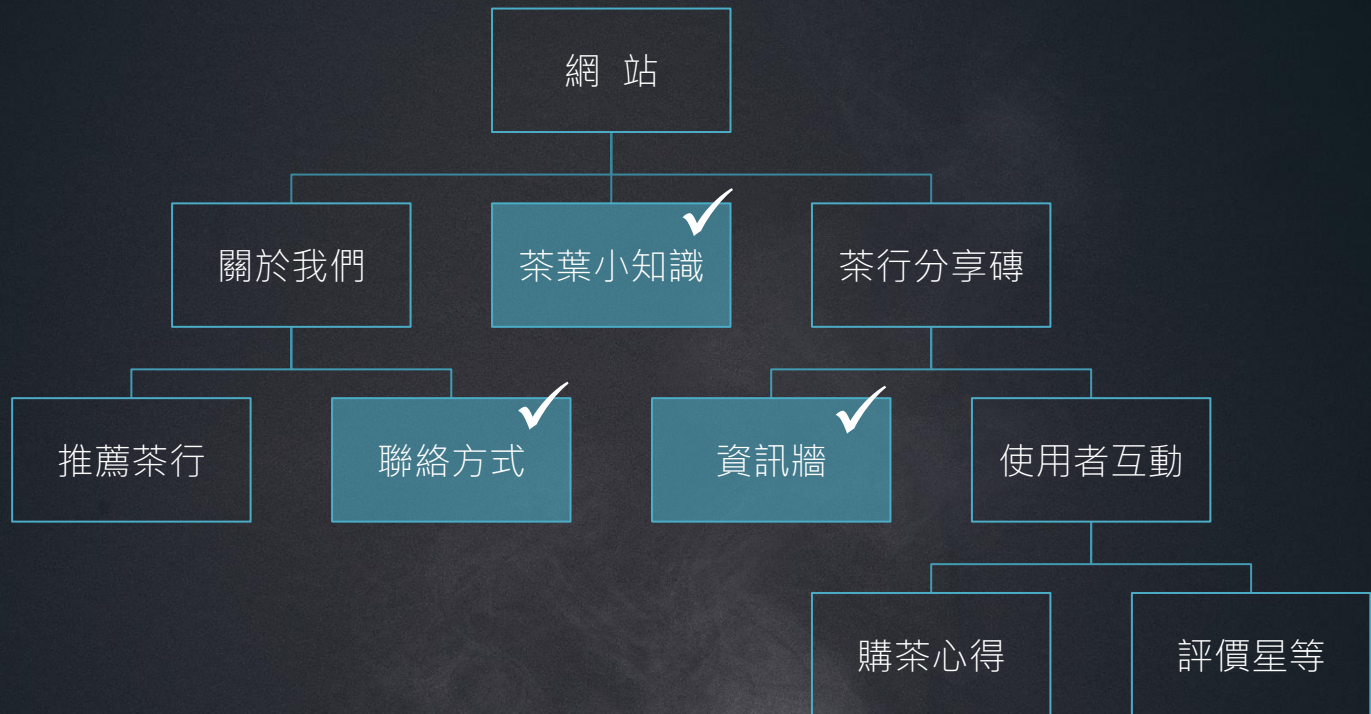 網 站
關於我們
茶葉小知識
茶行分享磚
推薦茶行
聯絡方式
資訊牆
使用者互動
購茶心得
評價星等